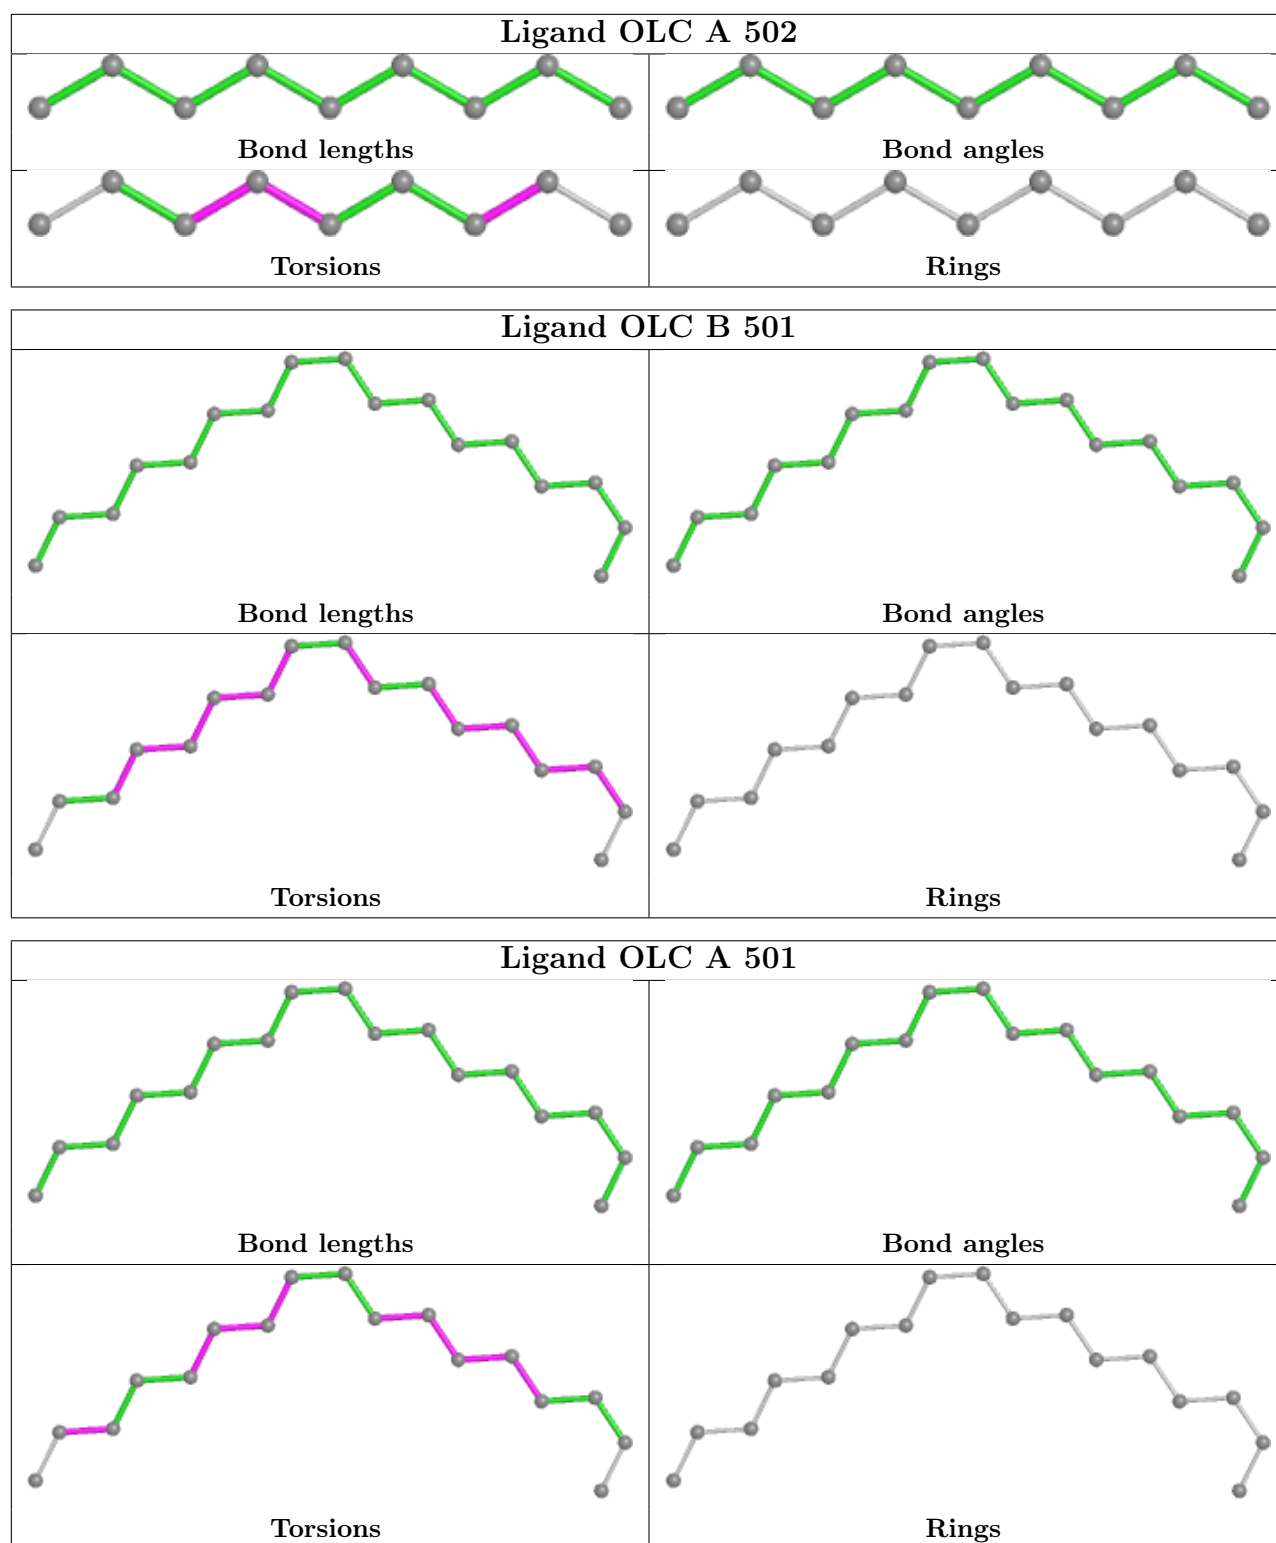 Ligand OLC A 502
Bond lengths
Bond angles
Torsions
Rings
Ligand OLC B 501
Bond lengths
Bond angles
Torsions
Rings
Ligand OLC A 501
Bond lengths
Bond angles
Torsions
Rings